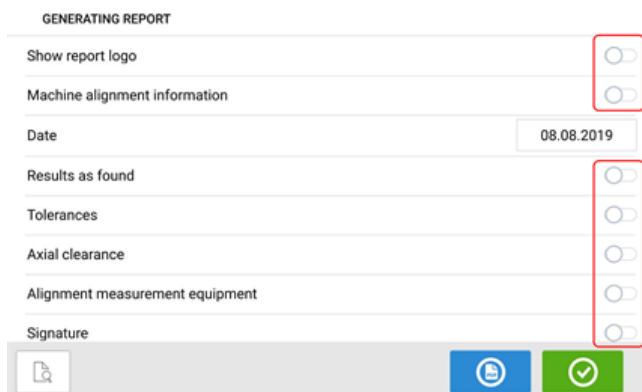 GENERATING REPORT
Show report logo
Machine alignment information
Date 08.08.2019
Results as found
Tolerances
Axial clearance
Alignment measurement equipment
Signature